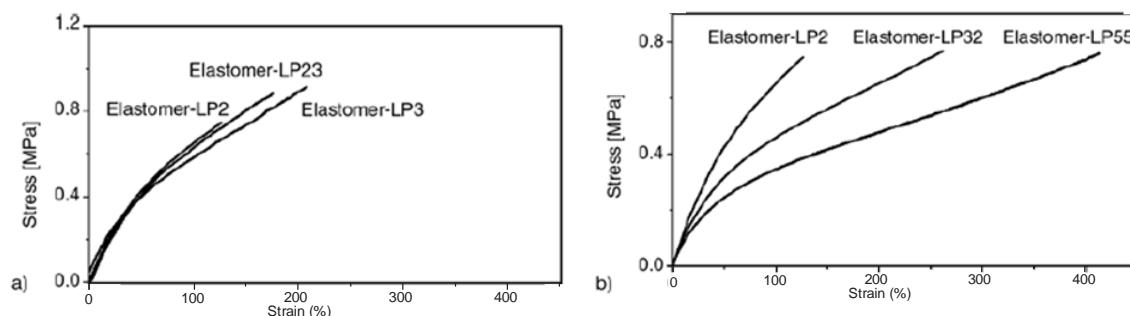 1.2
Elastomer-LP23
Elastomer-LP2
Elastomer-LP3
0.8
0.4
0.0
Stress [MPa]
0
100
200
300
400
Strain (%)
a)
Elastomer-LP2
Elastomer-LP32
Elastomer-LP55
0.8
0.4
0.0
Stress [MPa]
0
100
200
300
400
Strain (%)
b)